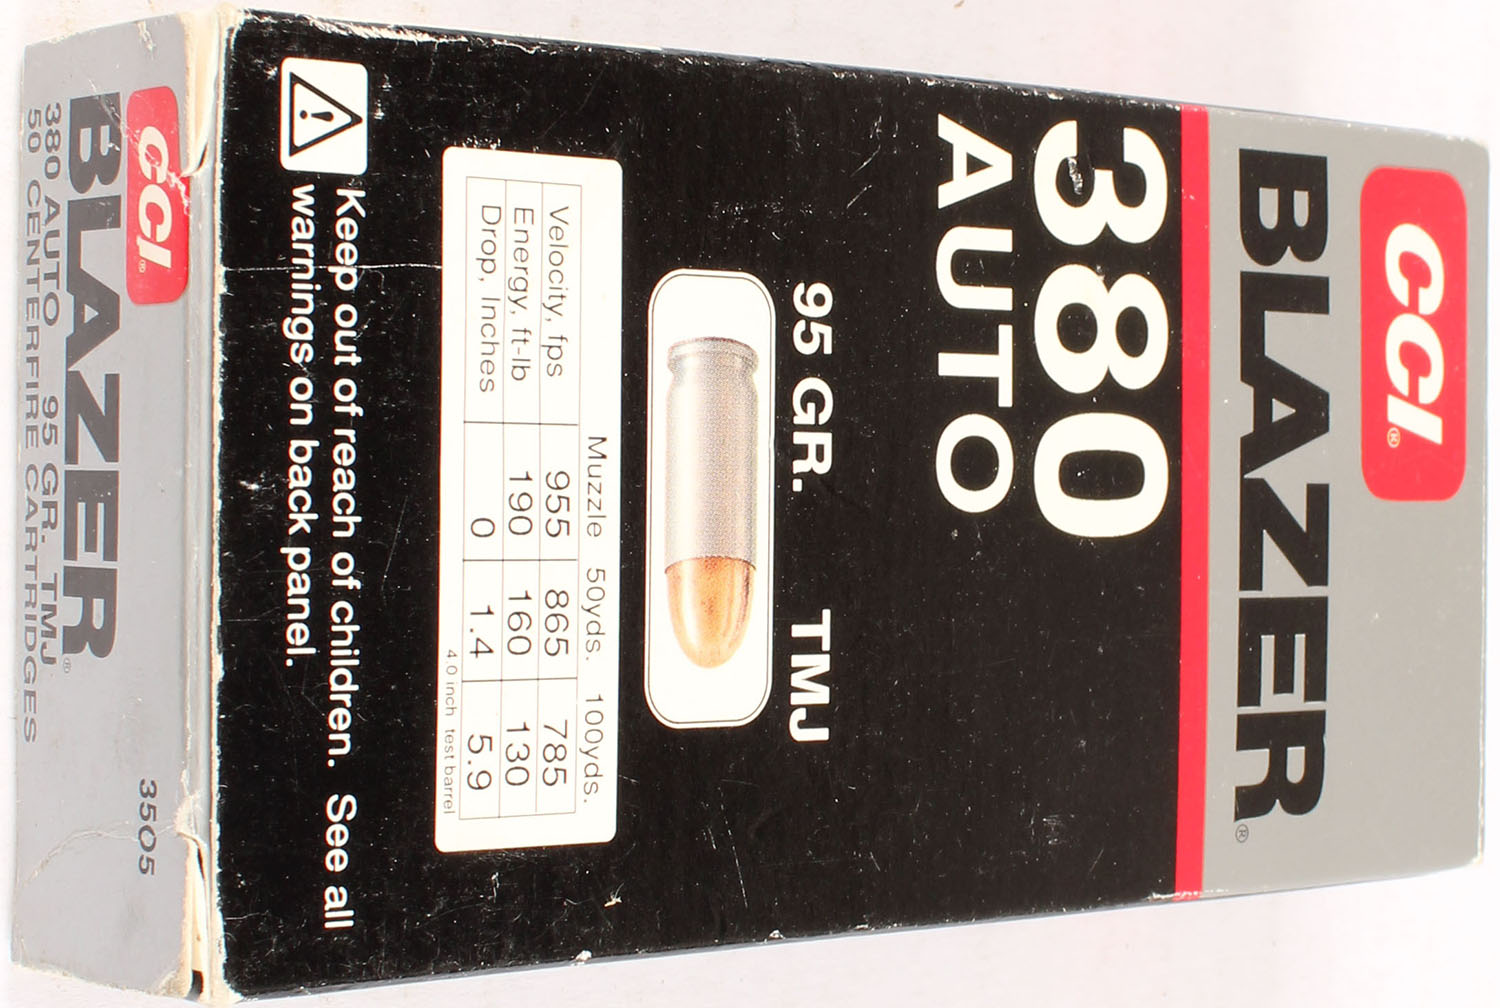 CCI®
BLAZER®
380
AUTO
95 GR. TMJ
Muzzle 50yds. 100yds.
Velocity, fps 955 865 785
Energy, ft-lb 190 160 130
Drop, Inches 0 1.4 5.9
4.0 inch test barrel
Keep out of reach of children. See all
warnings on back panel.
CCI®
BLAZER®
380 AUTO 95 GR. TMJ
50 CENTERFIRE CARTRIDGES
3505